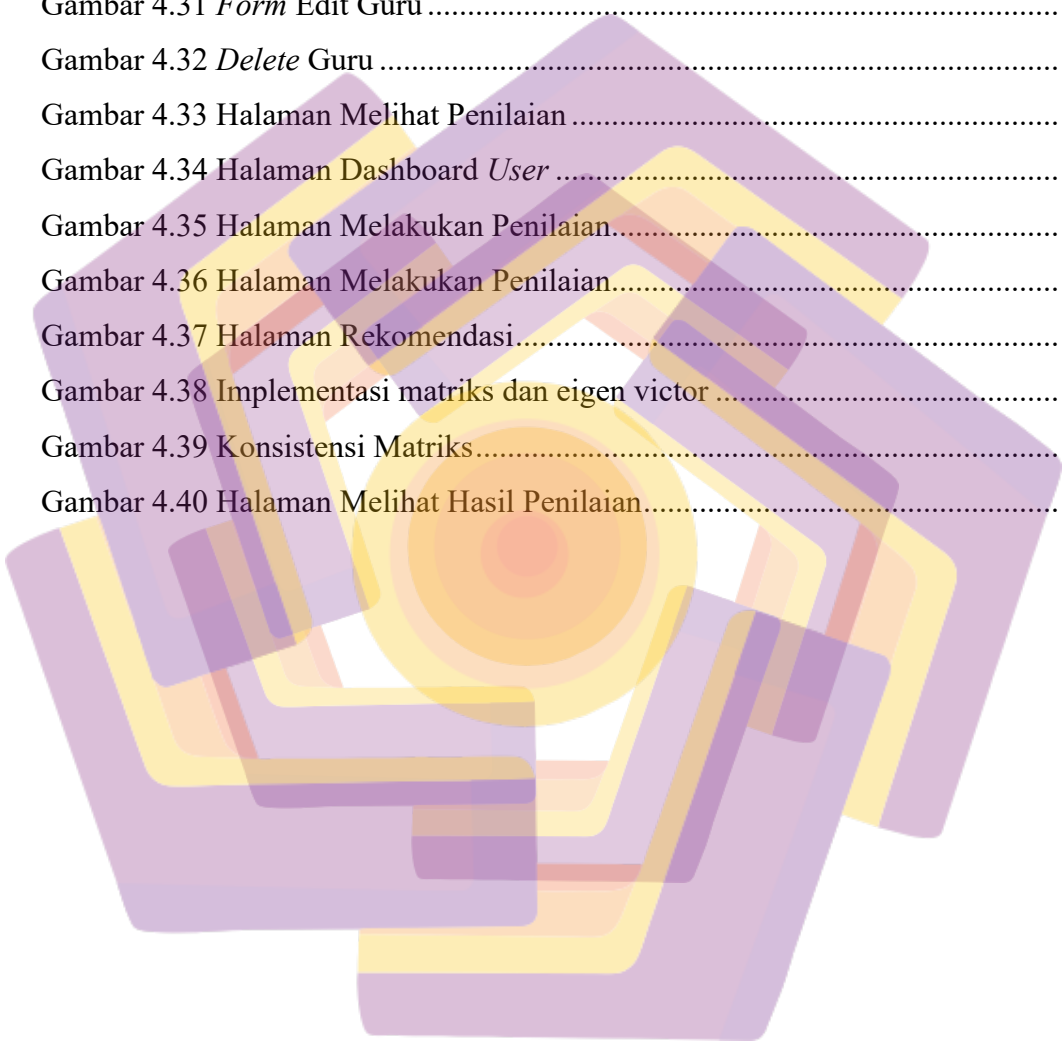 Gambar 4.31 Form Edit Guru ................................................................................
Gambar 4.32 Delete Guru ......................................................................................
Gambar 4.33 Halaman Melihat Penilaian .............................................................
Gambar 4.34 Halaman Dashboard User ...............................................................
Gambar 4.35 Halaman Melakukan Penilaian........................................................
Gambar 4.36 Halaman Melakukan Penilaian........................................................
Gambar 4.37 Halaman Rekomendasi....................................................................
Gambar 4.38 Implementasi matriks dan eigen victor ...........................................
Gambar 4.39 Konsistensi Matriks.........................................................................
Gambar 4.40 Halaman Melihat Hasil Penilaian....................................................